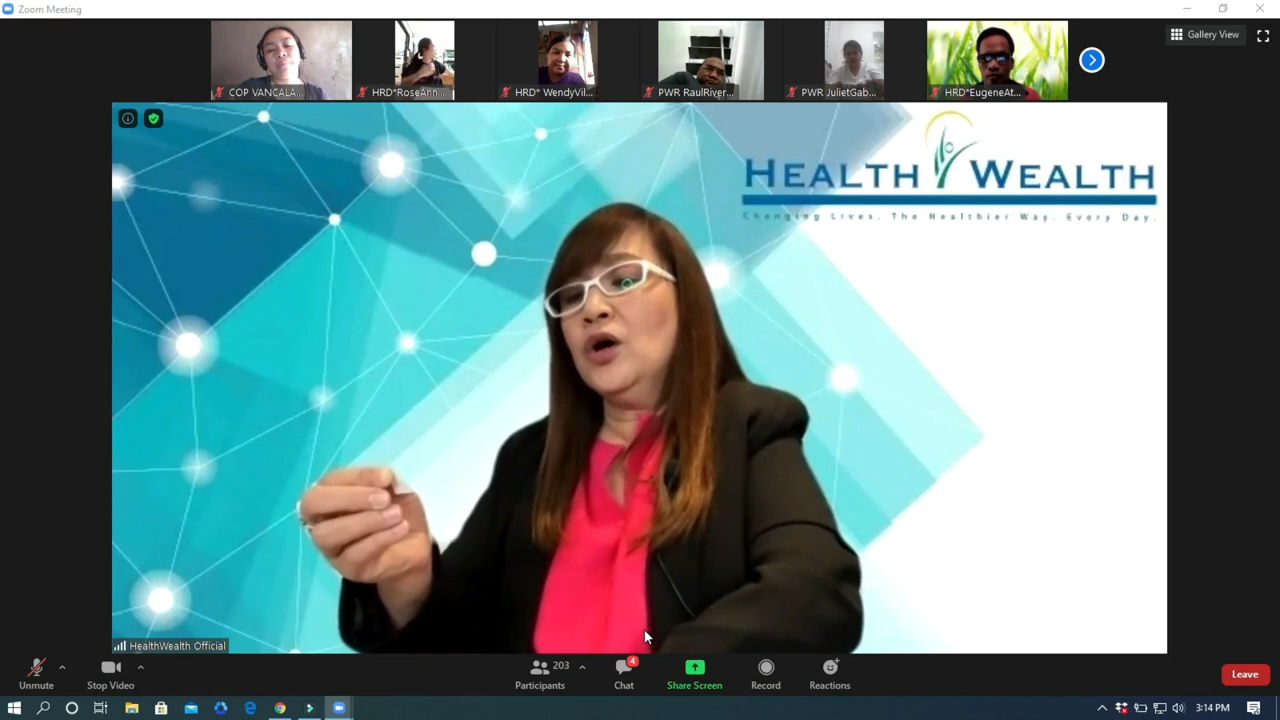 Zoom Meeting
Gallery View
COP VANCALA...
HRD*RoseAnn...
HRD* WendyVil...
PWR RaulRiver...
PWR JulietGab...
HRD*EugeneAt...
HEALTH WEALTH
Changing Lives. The Healthier Way. Every Day.
HealthWealth Official
203
4
Unmute
Stop Video
Participants
Chat
Share Screen
Record
Reactions
Leave
3:14 PM